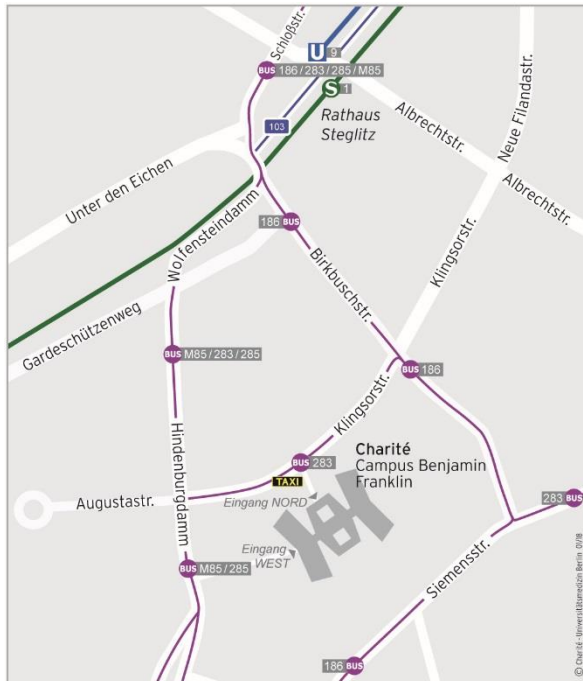 Schloßstr.
U 9
BUS 186 / 283 / 285 / M85
S 1
103
Rathaus
Steglitz
Albrechtstr.
Neue Filandastr.
Albrechtstr.
Unter den Eichen
Wolfensteindamm
186 BUS
Birkbuschstr.
Klingsorstr.
Gardeschützenweg
BUS M85 / 283 / 285
BUS 186
Klingsorstr.
Hindenburgdamm
Charité
Campus Benjamin
Franklin
BUS 283
TAXI
Augustastr.
Eingang NORD
283 BUS
Eingang
WEST
BUS M85 / 285
Siemensstr.
186 BUS
© Charité - Universitätsmedizin Berlin 01/18